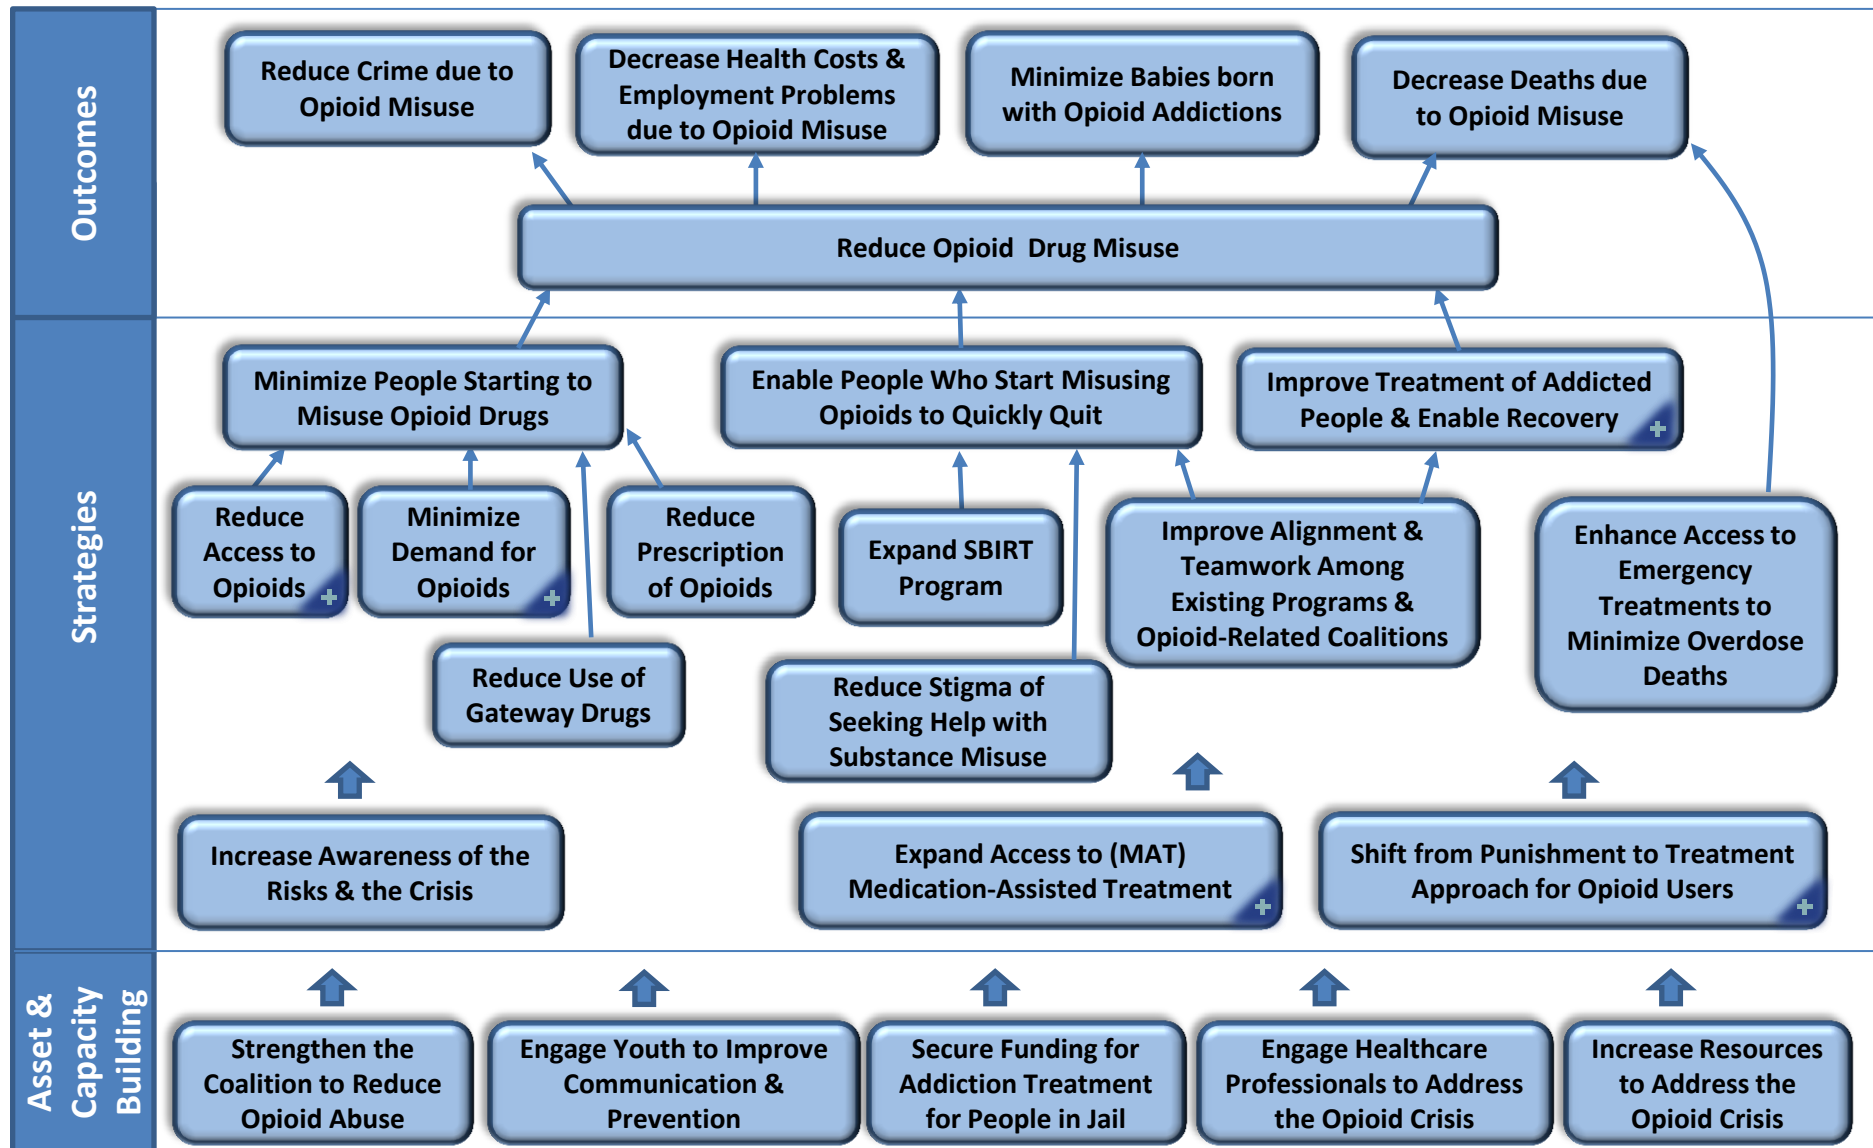 Outcomes
Reduce Crime due to
Opioid Misuse
Decrease Health Costs &
Employment Problems
due to Opioid Misuse
Minimize Babies born
with Opioid Addictions
Decrease Deaths due
to Opioid Misuse
Reduce Opioid Drug Misuse
Strategies
Minimize People Starting to
Misuse Opioid Drugs
Enable People Who Start Misusing
Opioids to Quickly Quit
Improve Treatment of Addicted
People & Enable Recovery
+
Reduce
Access to
Opioids
+
Minimize
Demand for
Opioids
+
Reduce
Prescription
of Opioids
Expand SBIRT
Program
Improve Alignment &
Teamwork Among
Existing Programs &
Opioid-Related Coalitions
Enhance Access to
Emergency
Treatments to
Minimize Overdose
Deaths
Reduce Use of
Gateway Drugs
Reduce Stigma of
Seeking Help with
Substance Misuse
Increase Awareness of the
Risks & the Crisis
Expand Access to (MAT)
Medication-Assisted Treatment
+
Shift from Punishment to Treatment
Approach for Opioid Users
+
Asset &
Capacity
Building
Strengthen the
Coalition to Reduce
Opioid Abuse
Engage Youth to Improve
Communication &
Prevention
Secure Funding for
Addiction Treatment
for People in Jail
Engage Healthcare
Professionals to Address
the Opioid Crisis
Increase Resources
to Address the
Opioid Crisis